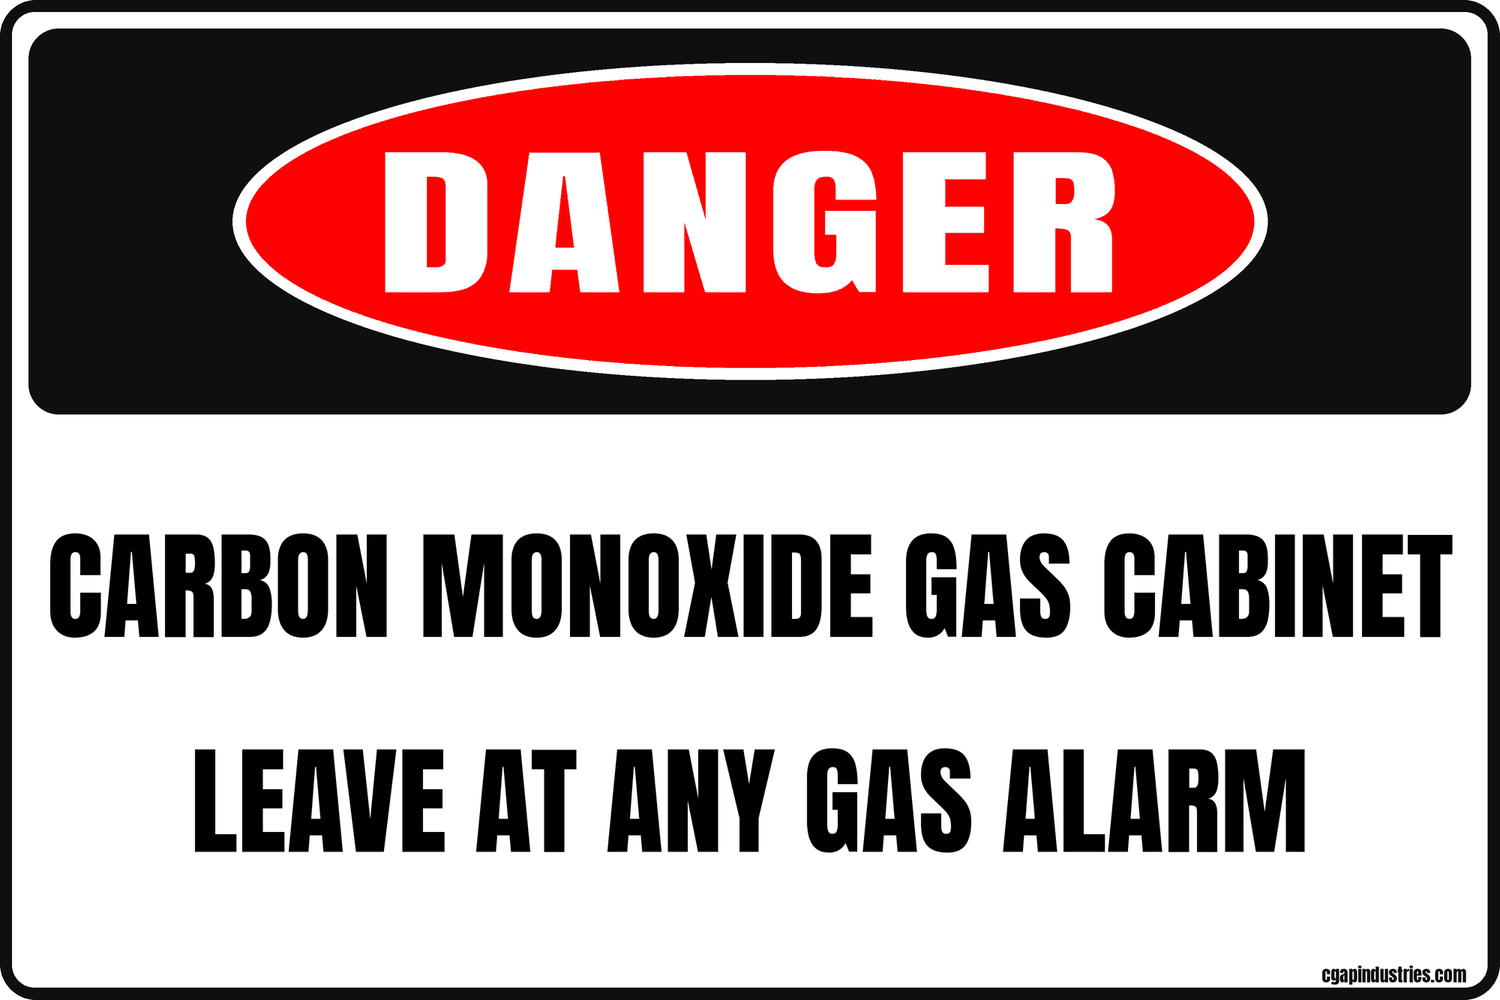 DANGER
CARBON MONOXIDE GAS CABINET
LEAVE AT ANY GAS ALARM
cgapindustries.com